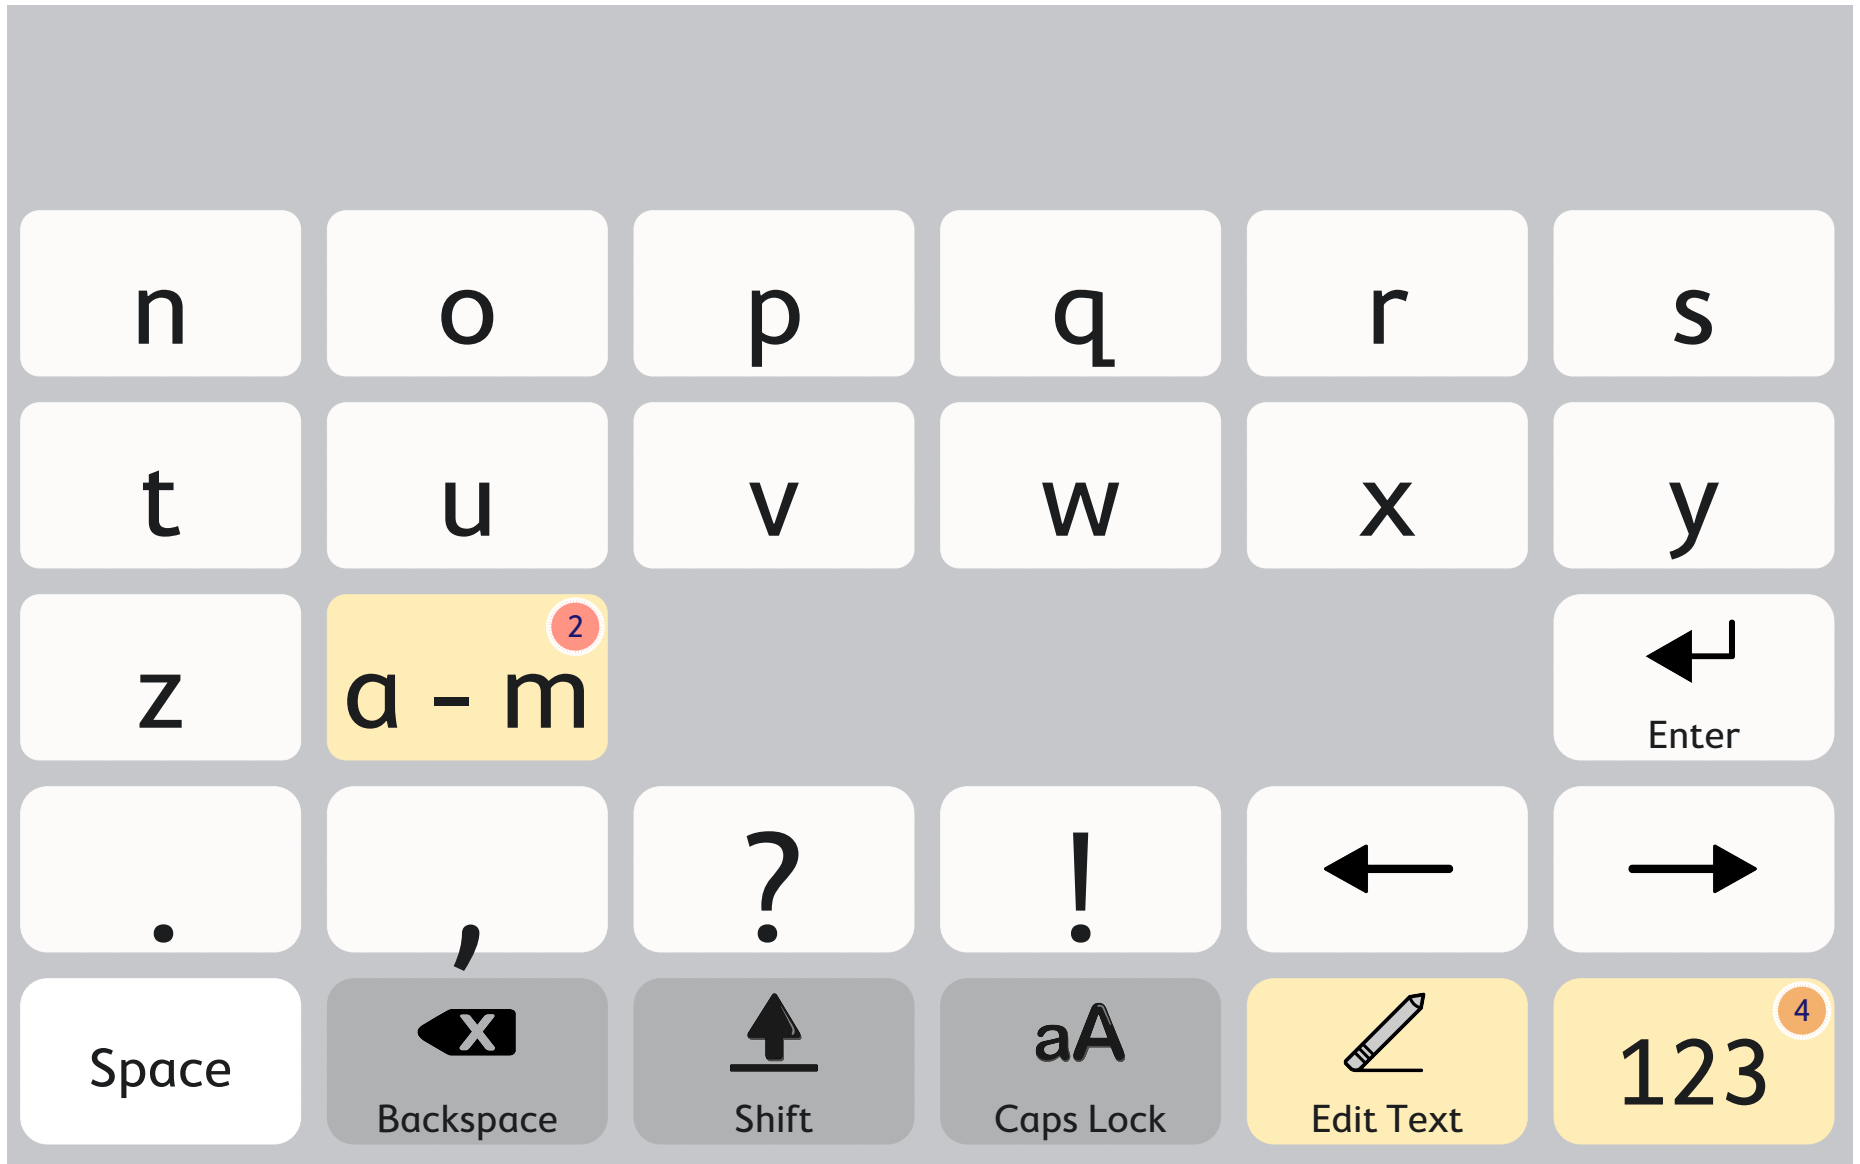 n o p q r s
t u v w x y
z a - m 2 Enter
. , ? !
Space Backspace Shift aA Caps Lock Edit Text 123 4